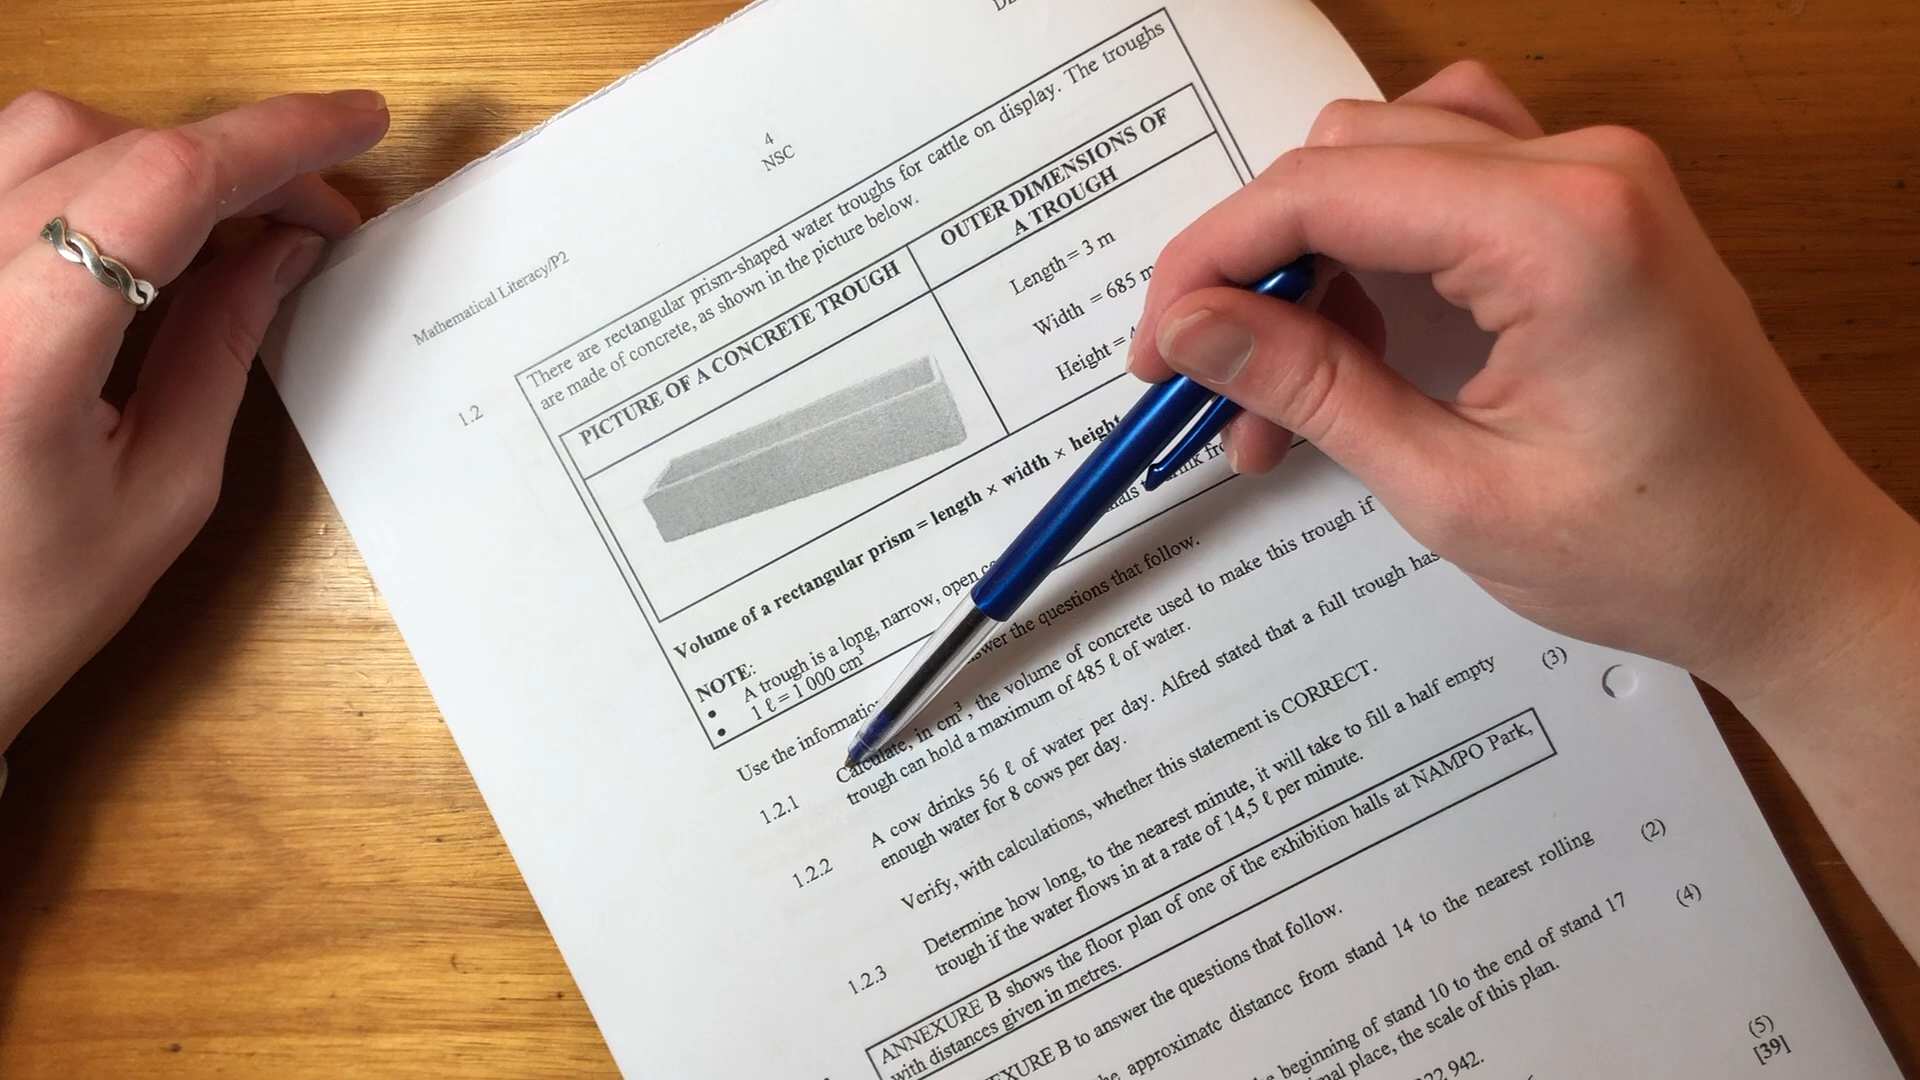 4
NSC
Mathematical Literacy/P2
1.2
There are rectangular prism-shaped water troughs for cattle on display. The troughs
are made of concrete, as shown in the picture below.
PICTURE OF A CONCRETE TROUGH
OUTER DIMENSIONS OF
A TROUGH
Length = 3 m
Width = 685
Height =
Volume of a rectangular prism = length × width × height
NOTE:
• A trough is a long, narrow, open
• 1 ℓ = 1 000 cm³
Use the information answer the questions that follow.
1.2.1 Calculate, in cm³, the volume of concrete used to make this trough if
trough can hold a maximum of 485 ℓ of water.
(3)
1.2.2 A cow drinks 56 ℓ of water per day. Alfred stated that a full trough has
enough water for 8 cows per day.
Verify, with calculations, whether this statement is CORRECT.
(2)
1.2.3 Determine how long, to the nearest minute, it will take to fill a half empty
trough if the water flows in at a rate of 14,5 ℓ per minute.
(4)
ANNEXURE B shows the floor plan of one of the exhibition halls at NAMPO Park,
with distances given in metres.
B to answer the questions that follow.
approximate distance from stand 14 to the nearest rolling
beginning of stand 10 to the end of stand 17
place, the scale of this plan.
942.
(5)
[39]